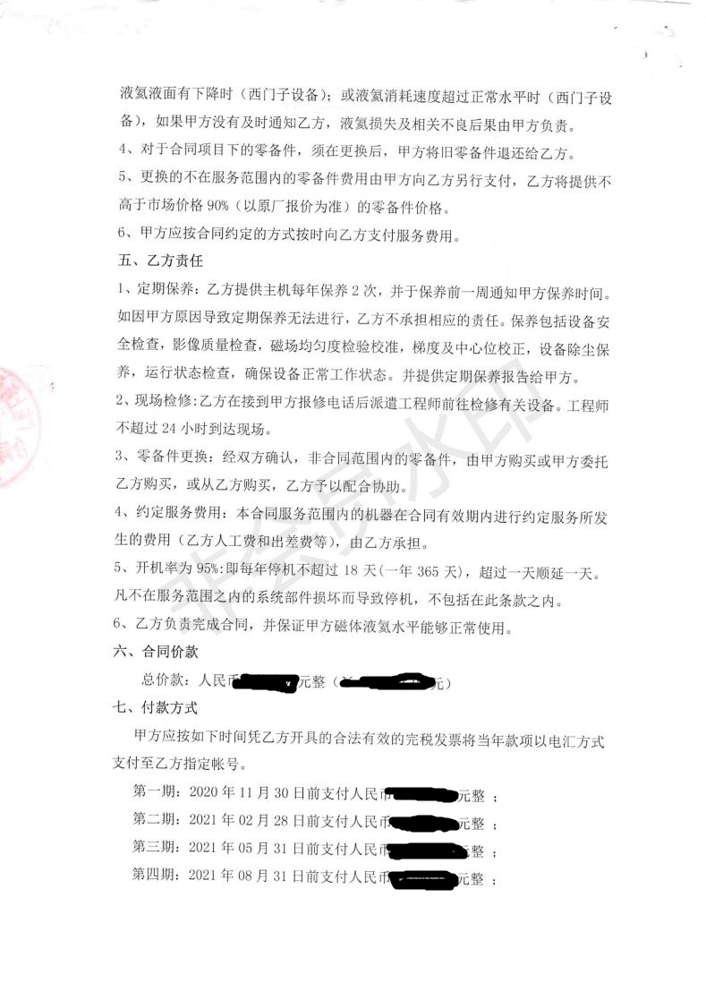 液氦液面有下降时（西门子设备）；或液氦消耗速度超过正常水平时（西门子设
备），如果甲方没有及时通知乙方，液氦损失及相关不良后果由甲方负责。
4、对于合同项目下的零备件，须在更换后，甲方将旧零备件退还给乙方。
5、更换的不在服务范围内的零备件费用由甲方向乙方另行支付，乙方将提供不
高于市场价格 90%（以原厂报价为准）的零备件价格。
6、甲方应按合同约定的方式按时向乙方支付服务费用。
五、乙方责任
1、定期保养：乙方提供主机每年保养 2 次，并于保养前一周通知甲方保养时间。
如因甲方原因导致定期保养无法进行，乙方不承担相应的责任。保养包括设备安
全检查，影像质量检查，磁场均匀度检验校准，梯度及中心位校正，设备除尘保
养，运行状态检查，确保设备正常工作状态。并提供定期保养报告给甲方。
2、现场检修:乙方在接到甲方报修电话后派遣工程师前往检修有关设备。工程师
不超过 24 小时到达现场。
3、零备件更换：经双方确认，非合同范围内的零备件，由甲方购买或甲方委托
乙方购买，或从乙方购买，乙方予以配合协助。
4、约定服务费用：本合同服务范围内的机器在合同有效期内进行约定服务所发
生的费用（乙方人工费和出差费等），由乙方承担。
5、开机率为 95%:即每年停机不超过 18 天(一年 365 天)，超过一天顺延一天。
凡不在服务范围之内的系统部件损坏而导致停机，不包括在此条款之内。
6、乙方负责完成合同，并保证甲方磁体液氦水平能够正常使用。
六、合同价款
总价款：人民币 元整（¥ 元）
七、付款方式
甲方应按如下时间凭乙方开具的合法有效的完税发票将当年款项以电汇方式
支付至乙方指定帐号。
第一期：2020 年 11 月 30 日前支付人民币 元整；
第二期：2021 年 02 月 28 日前支付人民币 元整；
第三期：2021 年 05 月 31 日前支付人民币 元整；
第四期：2021 年 08 月 31 日前支付人民币 元整；
非会员水印